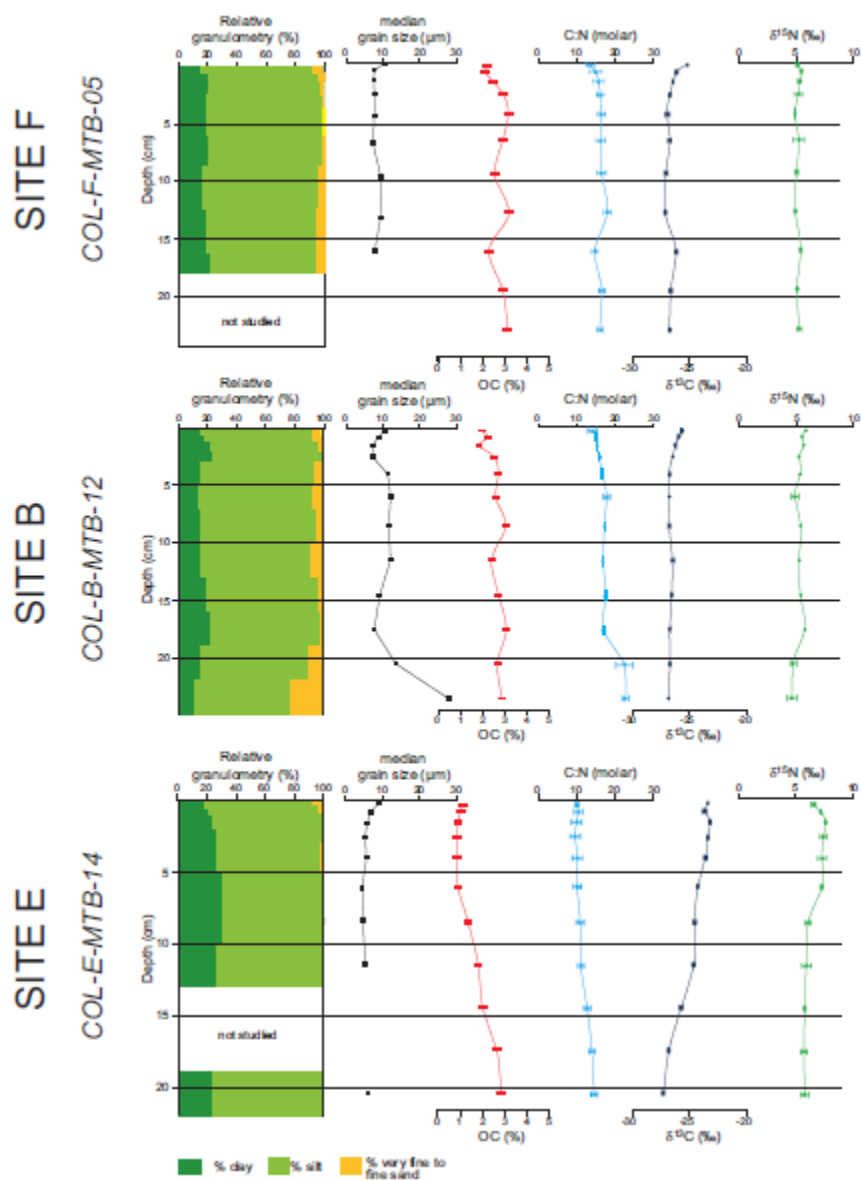 SITE F
COL-F-MTB-05
Relative
granulometry (%)
0 20 40 60 80 100
median
grain size (µm)
0 10 30
C:N (molar)
0 20 30
δ¹⁵N (‰)
0 5 10
Depth (cm)
5
10
15
20
not studied
0 1 2 3 4 5
OC (%)
-30 -25 -20
δ¹³C (‰)
SITE B
COL-B-MTB-12
Relative
granulometry (%)
0 20 40 60 80 100
median
grain size (µm)
0 10 30
C:N (molar)
0 20 30
δ¹⁵N (‰)
0 5 10
Depth (cm)
5
10
15
20
0 1 2 3 4 5
OC (%)
-30 -25 -20
δ¹³C (‰)
SITE E
COL-E-MTB-14
Relative
granulometry (%)
0 20 40 60 80 100
median
grain size (µm)
0 10 30
C:N (molar)
0 10 20 30
δ¹⁵N (‰)
0 5 10
Depth (cm)
5
10
15
20
not studied
0 1 2 3 4 5
OC (%)
-30 -25 -20
δ¹³C (‰)
% clay
% silt
% very fine to
fine sand